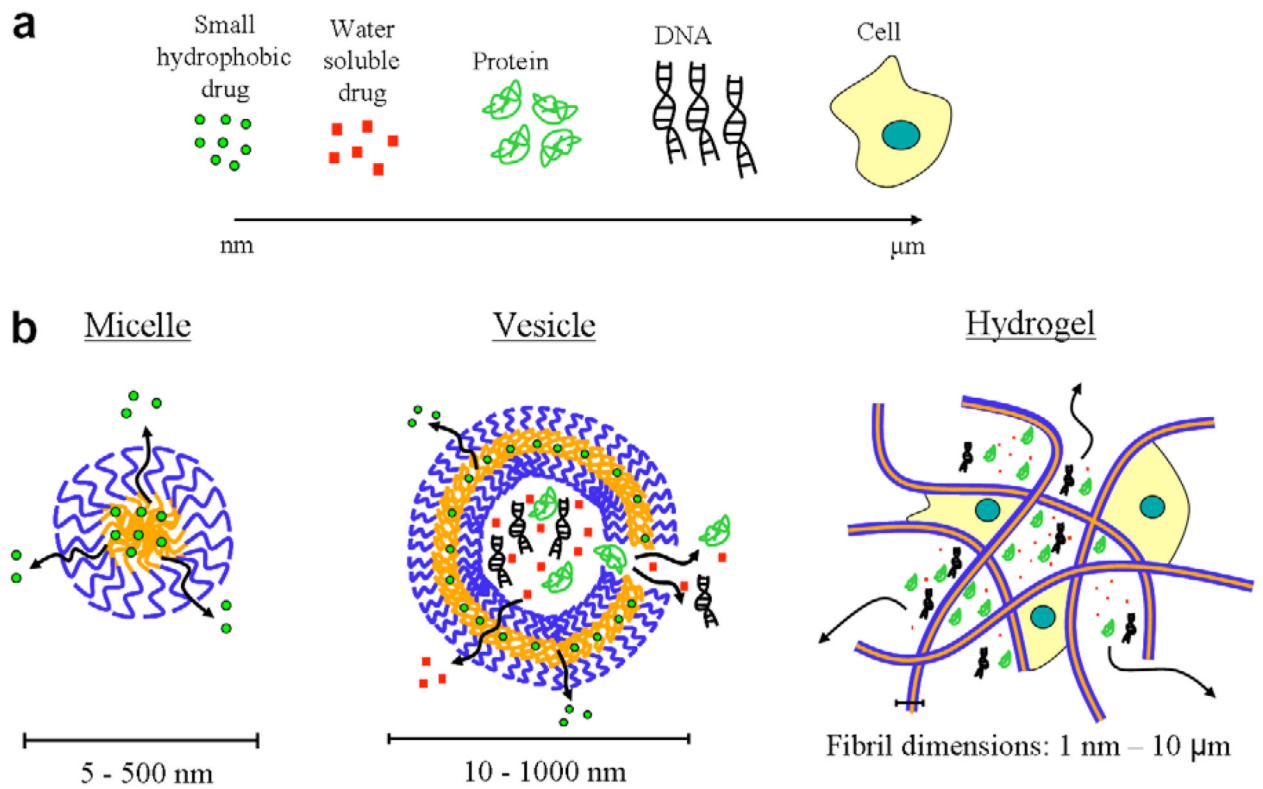 a
Small
hydrophobic
drug
Water
soluble
drug
Protein
DNA
Cell
nm
μm
b
Micelle
Vesicle
Hydrogel
5 - 500 nm
10 - 1000 nm
Fibril dimensions: 1 nm – 10 μm